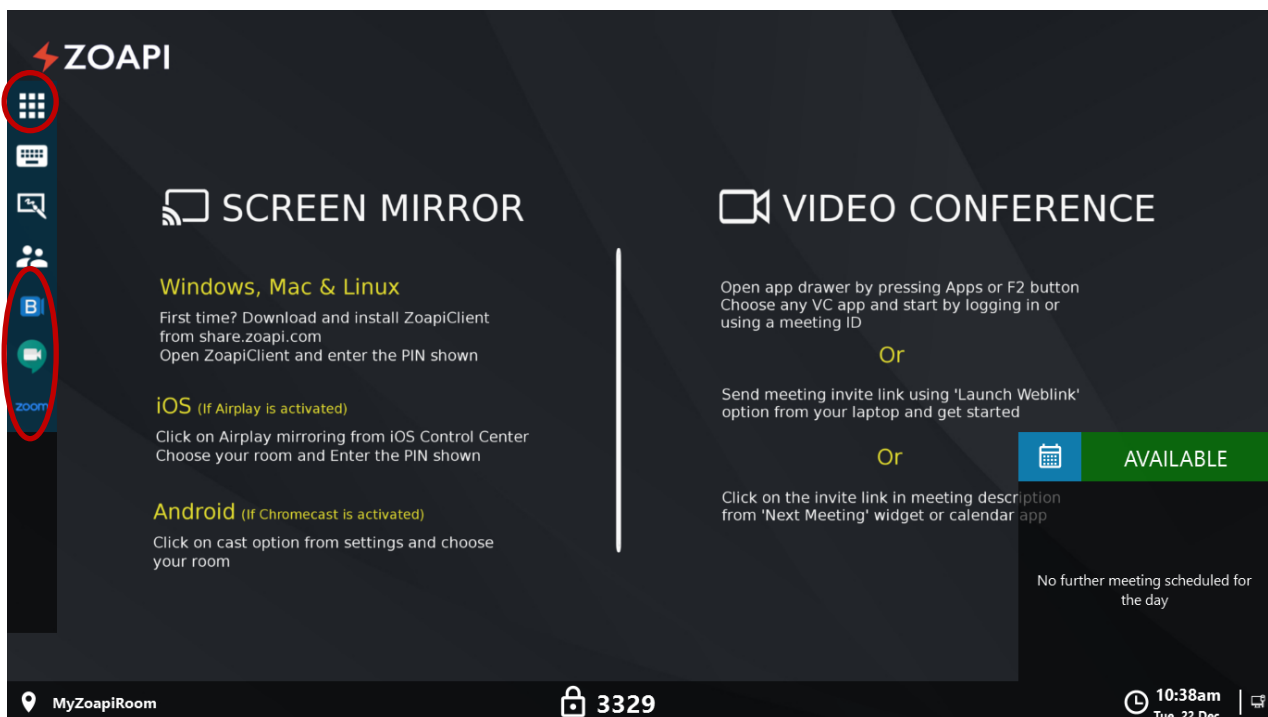 ZOAPI
SCREEN MIRROR
Windows, Mac & Linux
First time? Download and install ZoapiClient
from share.zoapi.com
Open ZoapiClient and enter the PIN shown
iOS (If Airplay is activated)
Click on Airplay mirroring from iOS Control Center
Choose your room and Enter the PIN shown
Android (If Chromecast is activated)
Click on cast option from settings and choose
your room
VIDEO CONFERENCE
Open app drawer by pressing Apps or F2 button
Choose any VC app and start by logging in or
using a meeting ID
Or
Send meeting invite link using 'Launch Weblink'
option from your laptop and get started
Or
Click on the invite link in meeting description
from 'Next Meeting' widget or calendar app
B
zoom
AVAILABLE
No further meeting scheduled for
the day
MyZoapiRoom
3329
10:38am
Tue, 22 Dec